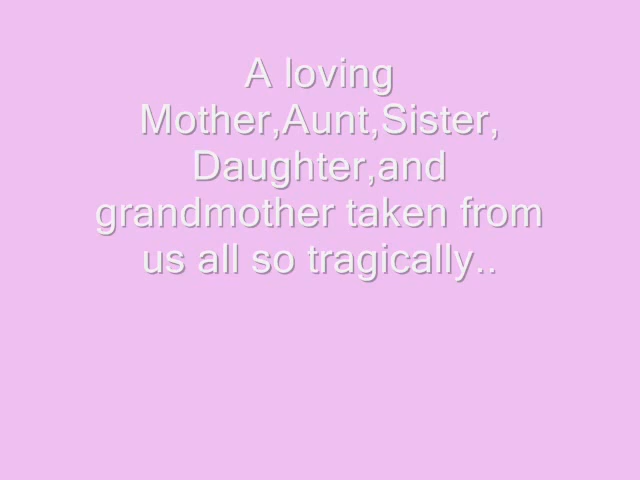 A loving
Mother,Aunt,Sister,
Daughter,and
grandmother taken from
us all so tragically..